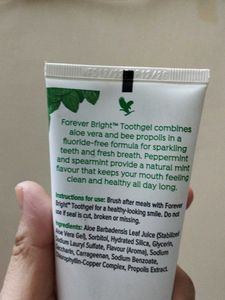 Forever Bright™ Toothgel combines
aloe vera and bee propolis in a
fluoride-free formula for sparkling
teeth and fresh breath. Peppermint
and spearmint provide a natural mint
flavour that keeps your mouth feeling
clean and healthy all day long.
Instructions for use: Brush after meals with Forever
Bright™ Toothgel for a healthy-looking smile. Do not
use if seal is cut, broken or missing.
Ingredients: Aloe Barbadensis Leaf Juice (Stabilized
Aloe Vera Gel), Sorbitol, Hydrated Silica, Glycerin,
Sodium Lauryl Sulfate, Flavor (Aroma), Sodium
Saccharin, Carrageenan, Sodium Benzoate,
Chlorophyllin-Copper Complex, Propolis Extract.